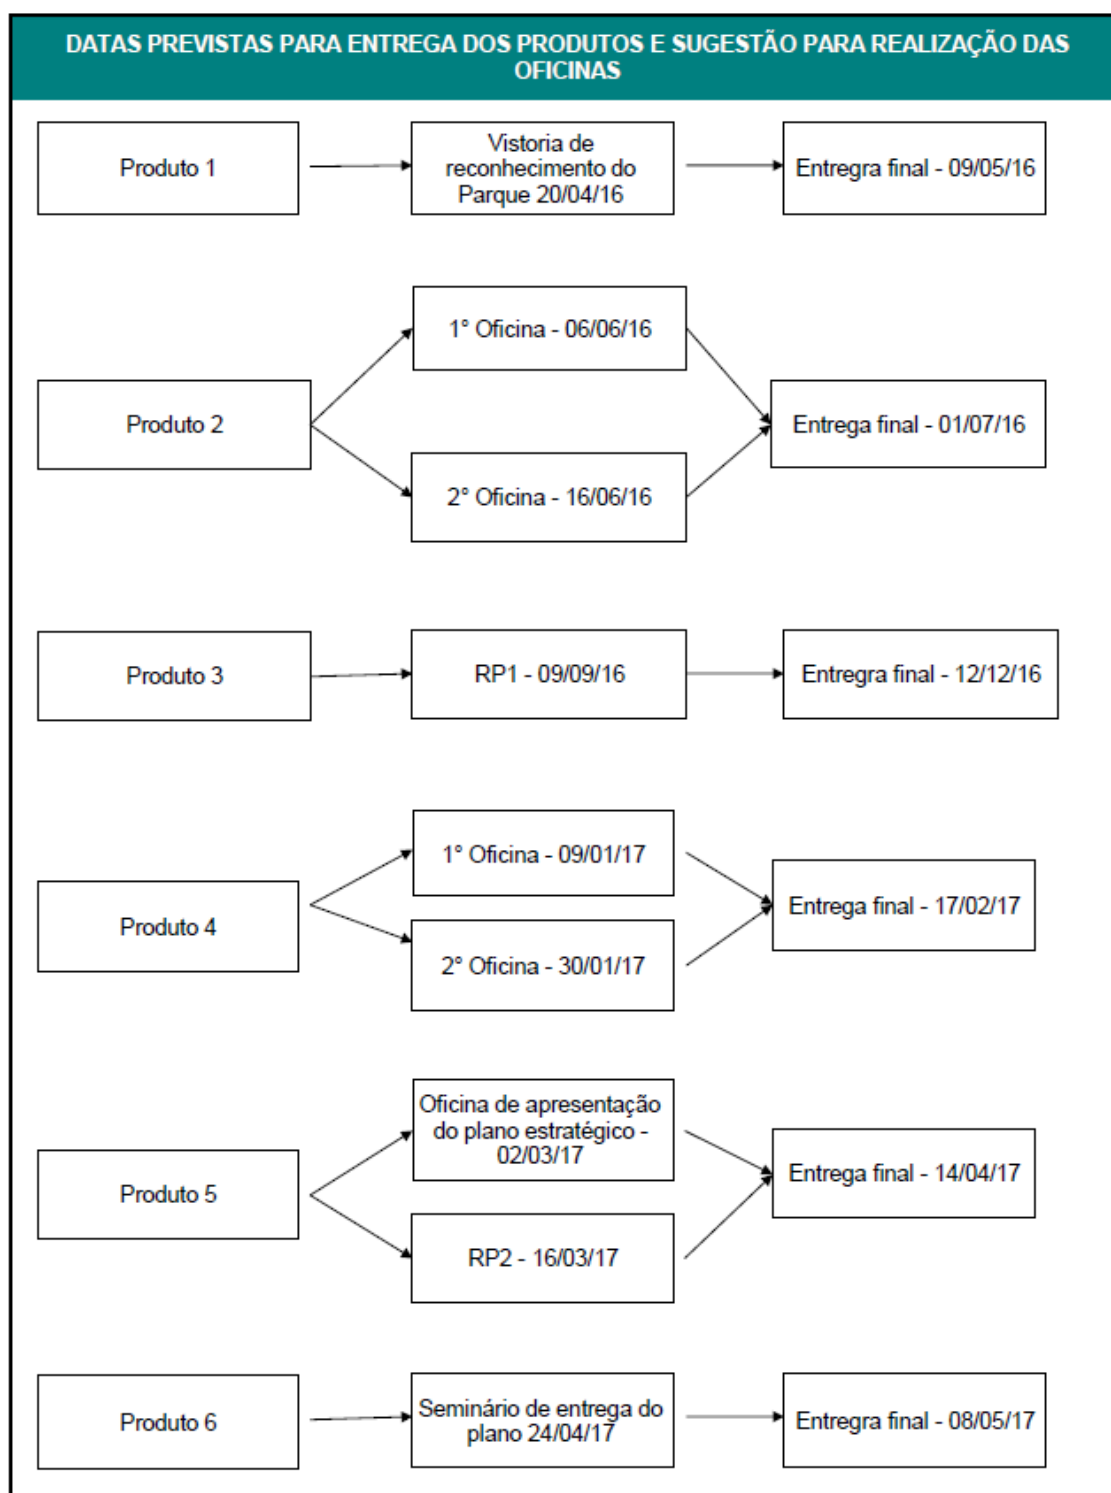 DATAS PREVISTAS PARA ENTREGA DOS PRODUTOS E SUGESTÃO PARA REALIZAÇÃO DAS
OFICINAS
Produto 1
Vistoria de
reconhecimento do
Parque 20/04/16
Entregra final - 09/05/16
Produto 2
1° Oficina - 06/06/16
2° Oficina - 16/06/16
Entrega final - 01/07/16
Produto 3
RP1 - 09/09/16
Entregra final - 12/12/16
Produto 4
1° Oficina - 09/01/17
2° Oficina - 30/01/17
Entrega final - 17/02/17
Produto 5
Oficina de apresentação
do plano estratégico -
02/03/17
RP2 - 16/03/17
Entrega final - 14/04/17
Produto 6
Seminário de entrega do
plano 24/04/17
Entregra final - 08/05/17